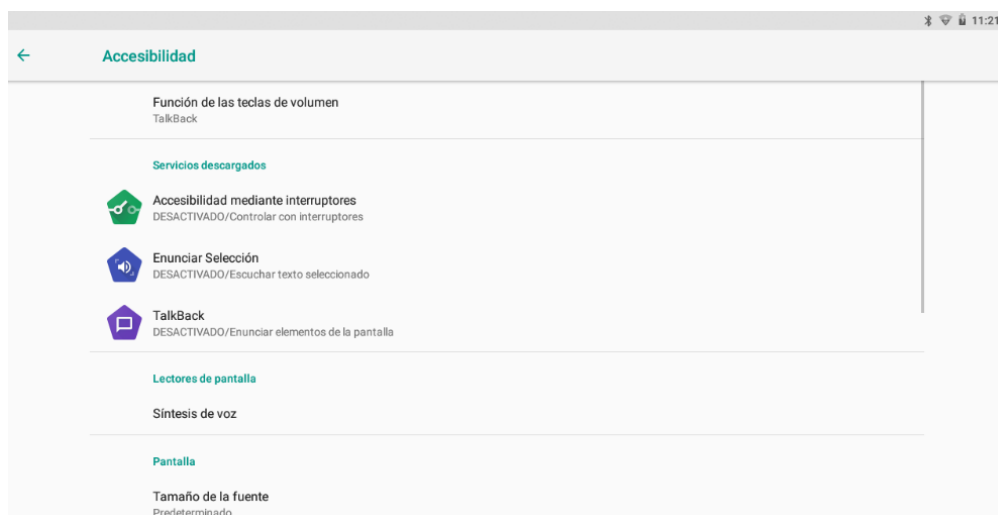 11:21
Accesibilidad
Función de las teclas de volumen
TalkBack
Servicios descargados
Accesibilidad mediante interruptores
DESACTIVADO/Controlar con interruptores
Enunciar Selección
DESACTIVADO/Escuchar texto seleccionado
TalkBack
DESACTIVADO/Enunciar elementos de la pantalla
Lectores de pantalla
Síntesis de voz
Pantalla
Tamaño de la fuente
Predeterminado